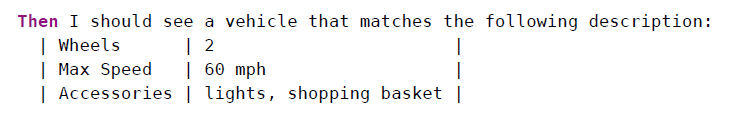 Then I should see a vehicle that matches the following description:
| Wheels | 2 |
| Max Speed | 60 mph |
| Accessories | lights, shopping basket |